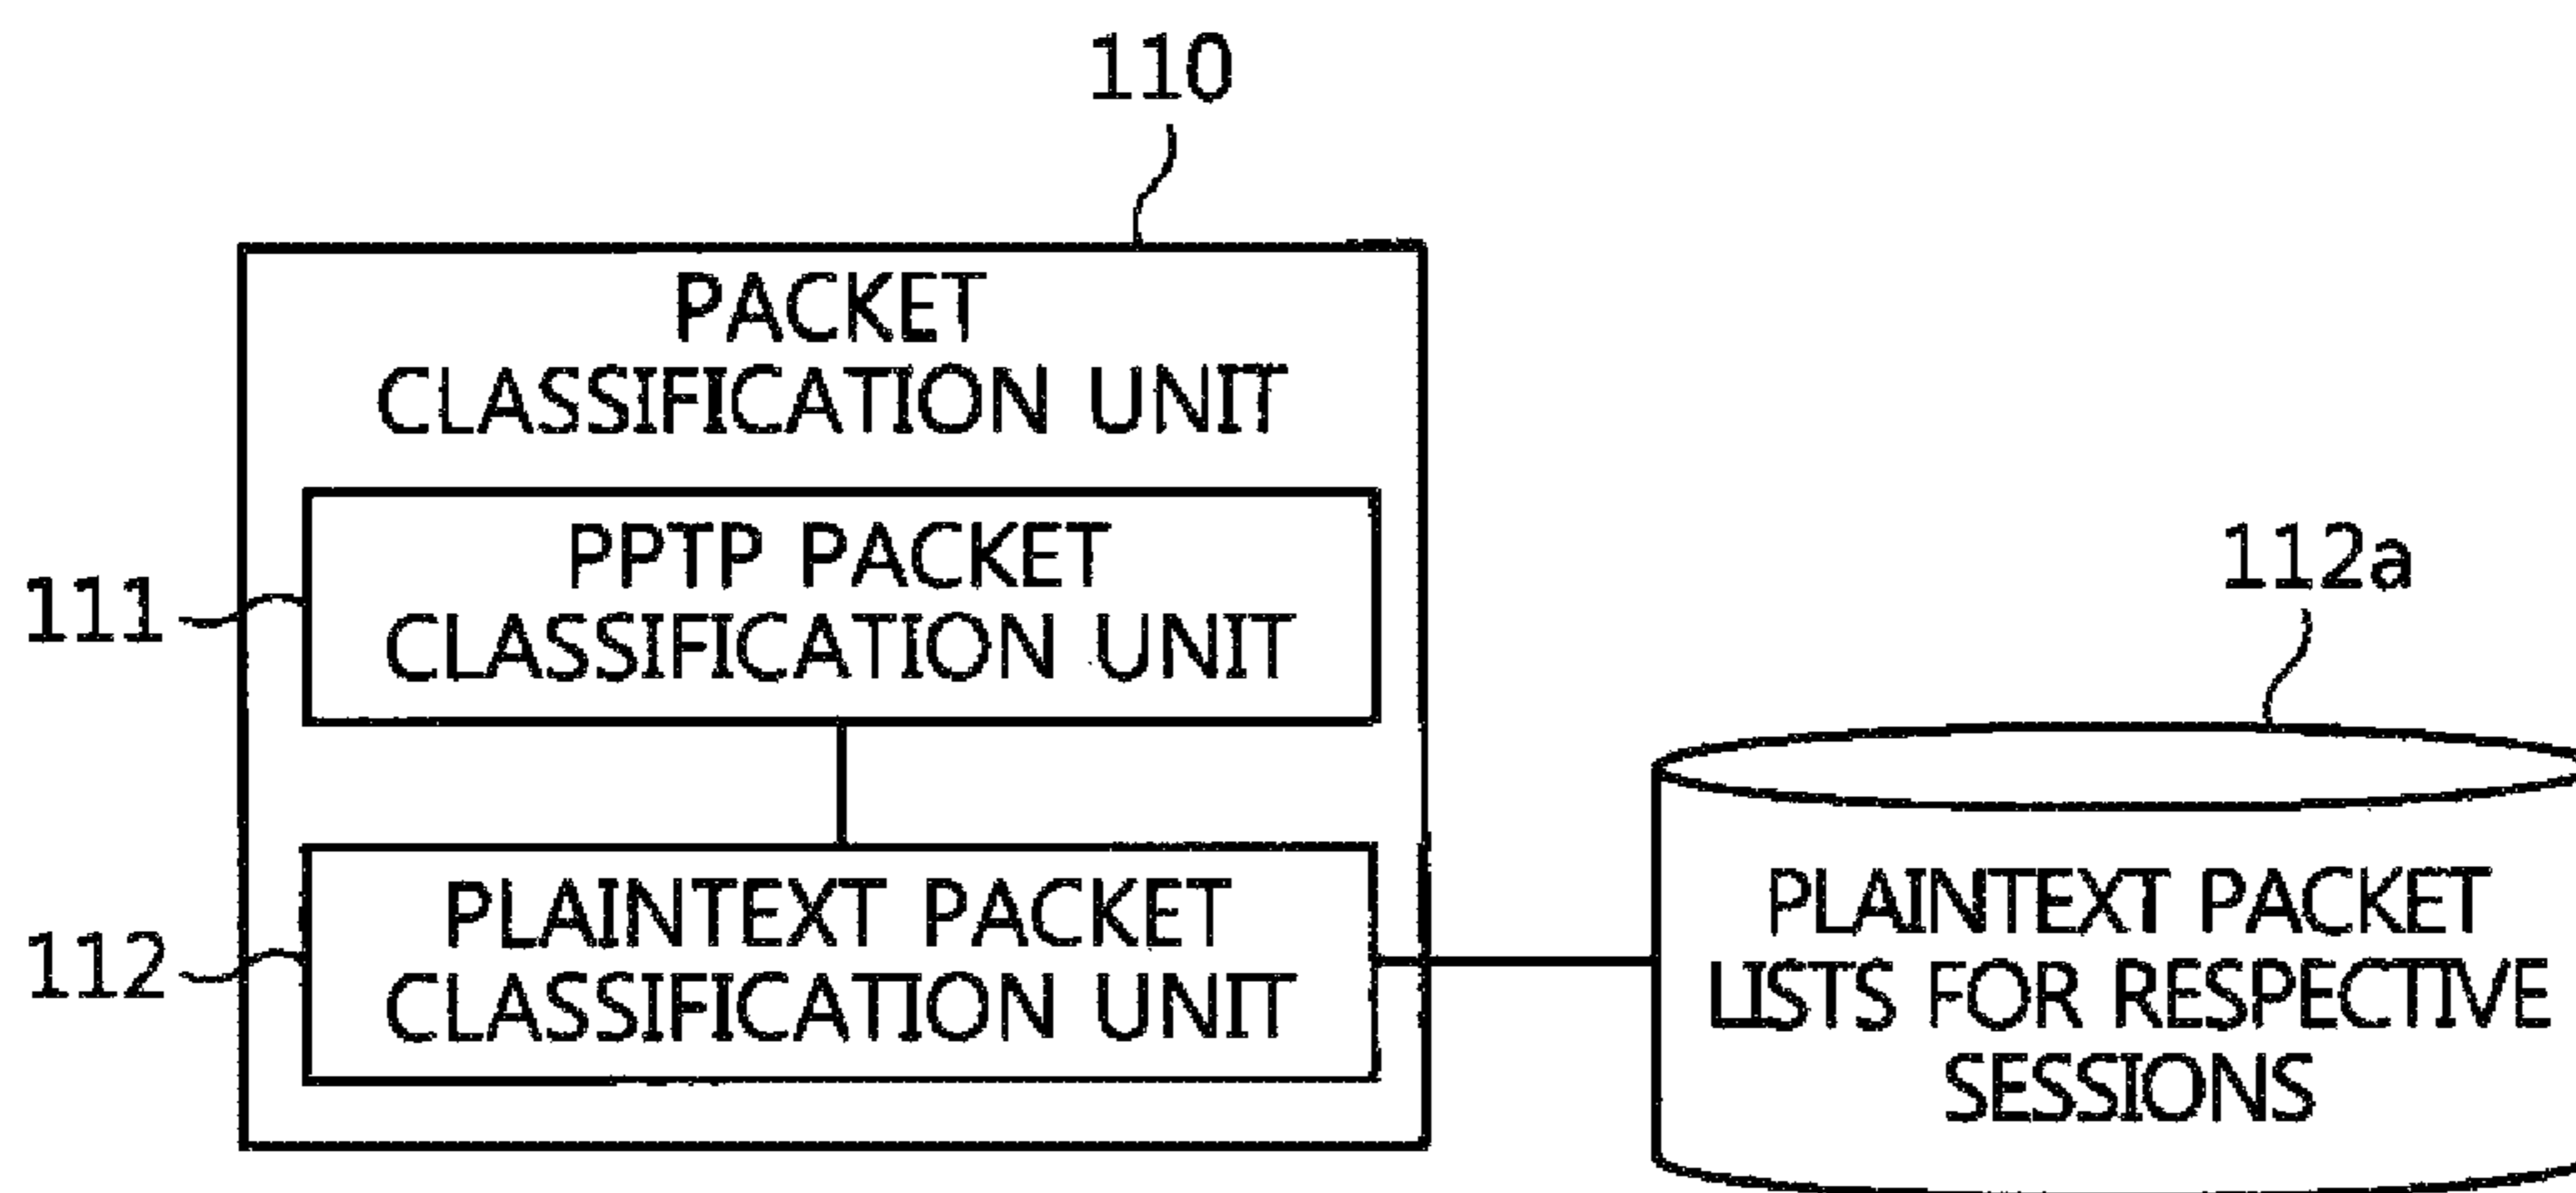 110
PACKET
CLASSIFICATION UNIT
111
PPTP PACKET
CLASSIFICATION UNIT
112
PLAINTEXT PACKET
CLASSIFICATION UNIT
112a
PLAINTEXT PACKET
LISTS FOR RESPECTIVE
SESSIONS